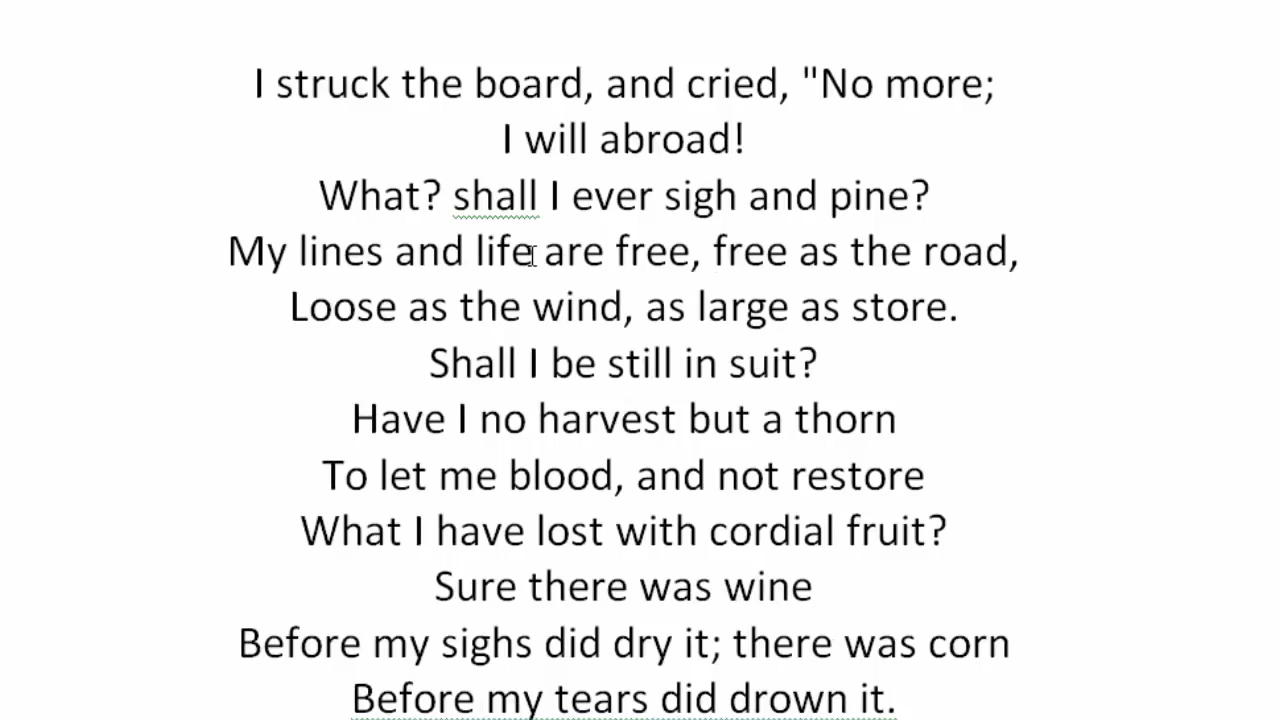 I struck the board, and cried, "No more;
I will abroad!
What? shall I ever sigh and pine?
My lines and life are free, free as the road,
Loose as the wind, as large as store.
Shall I be still in suit?
Have I no harvest but a thorn
To let me blood, and not restore
What I have lost with cordial fruit?
Sure there was wine
Before my sighs did dry it; there was corn
Before my tears did drown it.